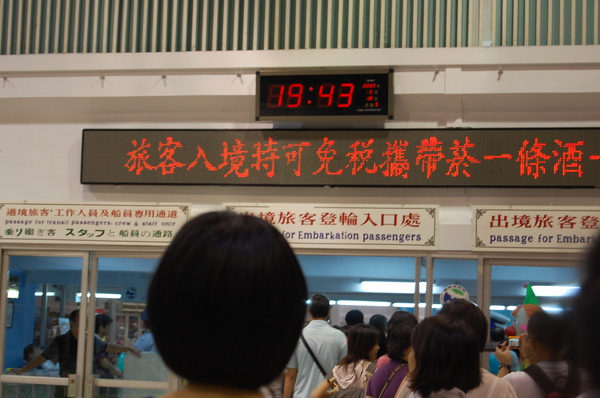 19:43
旅客入境時可免稅攜帶菸一條酒一
過境旅客‧工作人員及船員專用通道
passage for transit passengers, crew & staff only
乗り継ぎ客 スタッフと船員の通路
出境旅客登輪入口處
for Embarkation passengers
出境旅客登
passage for Embarka